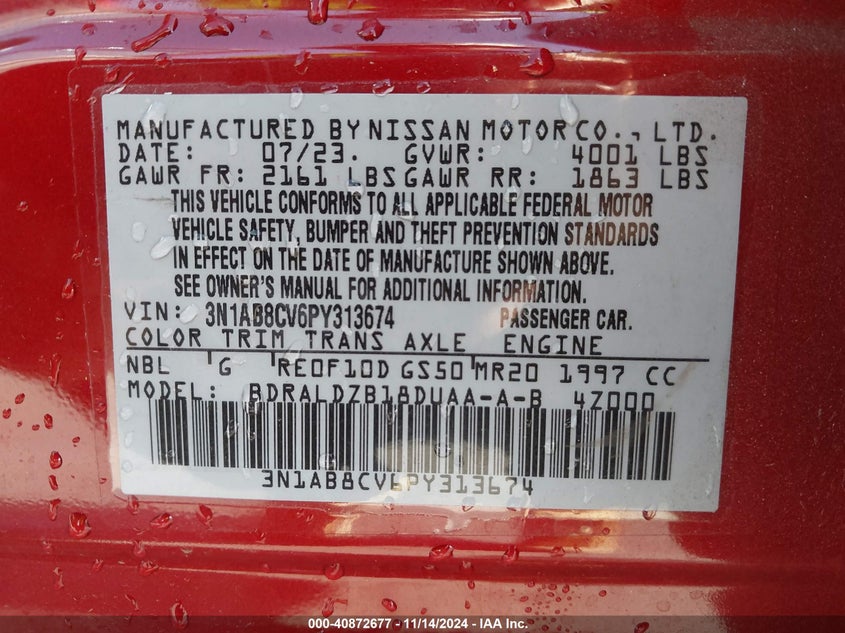 MANUFACTURED BY NISSAN MOTOR CO., LTD.
DATE: 07/23. GVWR: 4001 LBS
GAWR FR: 2161 LBS GAWR RR: 1863 LBS
THIS VEHICLE CONFORMS TO ALL APPLICABLE FEDERAL MOTOR
VEHICLE SAFETY, BUMPER AND THEFT PREVENTION STANDARDS
IN EFFECT ON THE DATE OF MANUFACTURE SHOWN ABOVE.
SEE OWNER'S MANUAL FOR ADDITIONAL INFORMATION.
VIN: 3N1AB8CV6PY313674 PASSENGER CAR.
COLOR TRIM TRANS AXLE ENGINE
NBL G RE0F10D GS50 MR20 1997 CC
MODEL: BDRALDZB18DUAA-A-B 4Z000
3N1AB8CV6PY313674
000-40872677 - 11/14/2024 - IAA Inc.